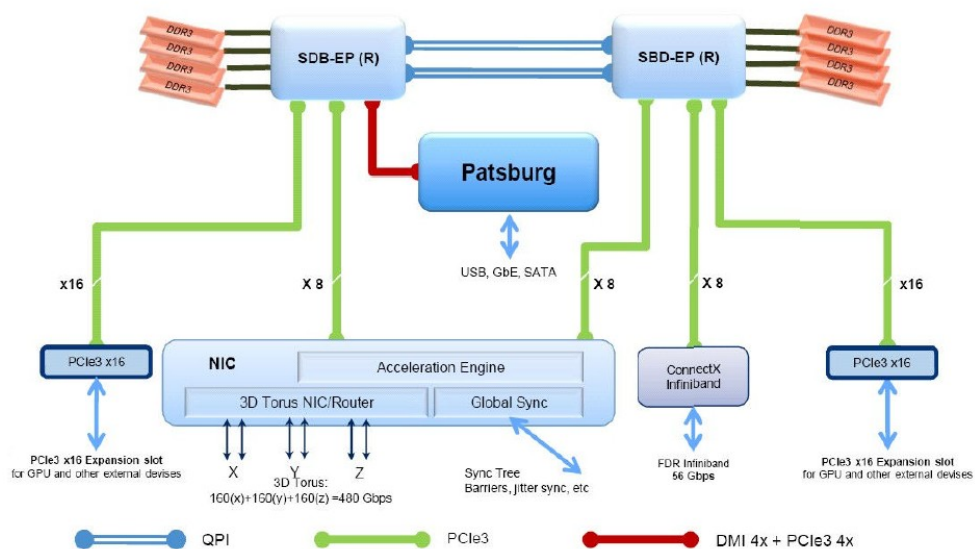 DDR3
DDR3
DDR3
DDR3
SDB-EP (R)
SBD-EP (R)
DDR3
DDR3
DDR3
DDR3
Patsburg
USB, GbE, SATA
x16
X 8
X 8
X 8
x16
PCIe3 x16
NIC
Acceleration Engine
3D Torus NIC/Router
Global Sync
ConnectX
Infiniband
PCIe3 x16
PCIe3 x16 Expansion slot
for GPU and other external devises
X
Y
Z
3D Torus:
160(x)+160(y)+160(z) =480 Gbps
Sync Tree
Barriers, jitter sync, etc
FDR Infiniband
56 Gbps
PCIe3 x16 Expansion slot
for GPU and other external devises
QPI
PCIe3
DMI 4x + PCIe3 4x